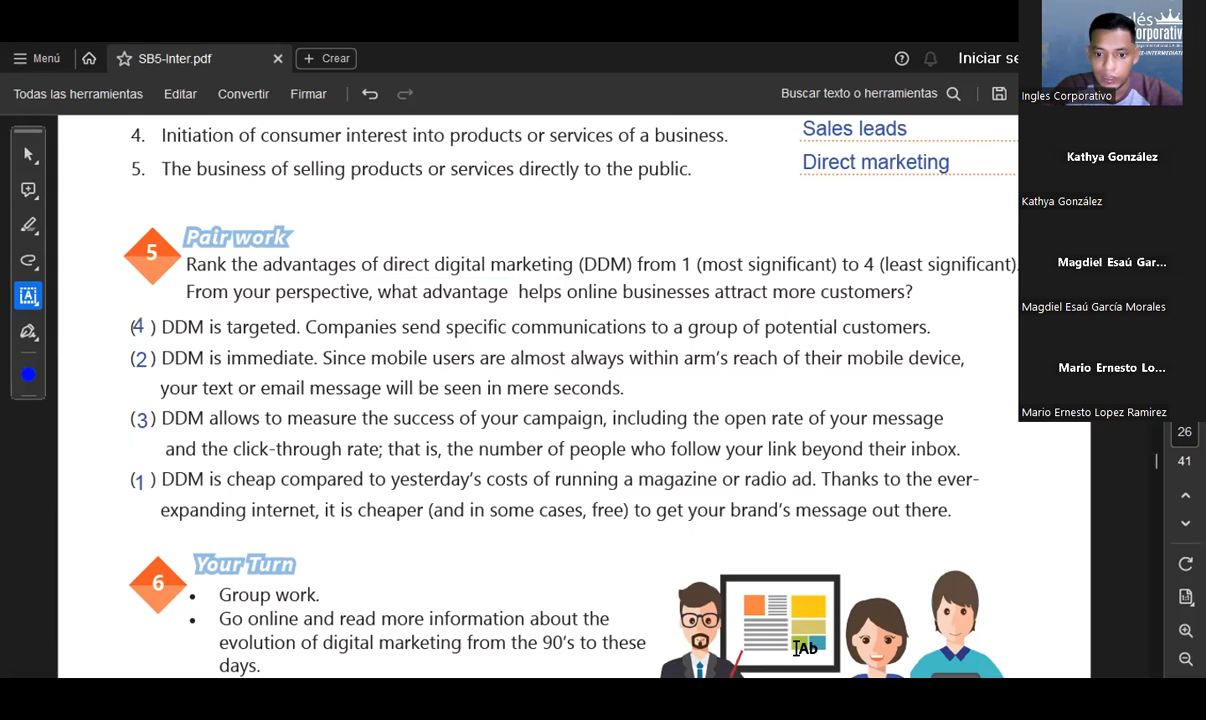 Menú
SB5-Inter.pdf
Crear
Iniciar se
Todas las herramientas
Editar
Convertir
Firmar
Buscar texto o herramientas
4. Initiation of consumer interest into products or services of a business.
Sales leads
5. The business of selling products or services directly to the public.
Direct marketing
5
Pair work
Rank the advantages of direct digital marketing (DDM) from 1 (most significant) to 4 (least significant).
From your perspective, what advantage helps online businesses attract more customers?
(4) DDM is targeted. Companies send specific communications to a group of potential customers.
(2) DDM is immediate. Since mobile users are almost always within arm's reach of their mobile device,
your text or email message will be seen in mere seconds.
(3) DDM allows to measure the success of your campaign, including the open rate of your message
and the click-through rate; that is, the number of people who follow your link beyond their inbox.
(1) DDM is cheap compared to yesterday's costs of running a magazine or radio ad. Thanks to the ever-
expanding internet, it is cheaper (and in some cases, free) to get your brand's message out there.
6
Your Turn
• Group work.
• Go online and read more information about the
evolution of digital marketing from the 90's to these
days.
Ab
glés
Corporativ
E-INTERMEDIAT
Ingles Corporativo
Kathya González
Kathya González
Magdiel Esaú Gar...
Magdiel Esaú García Morales
Mario Ernesto Lo...
Mario Ernesto Lopez Ramirez
26
41